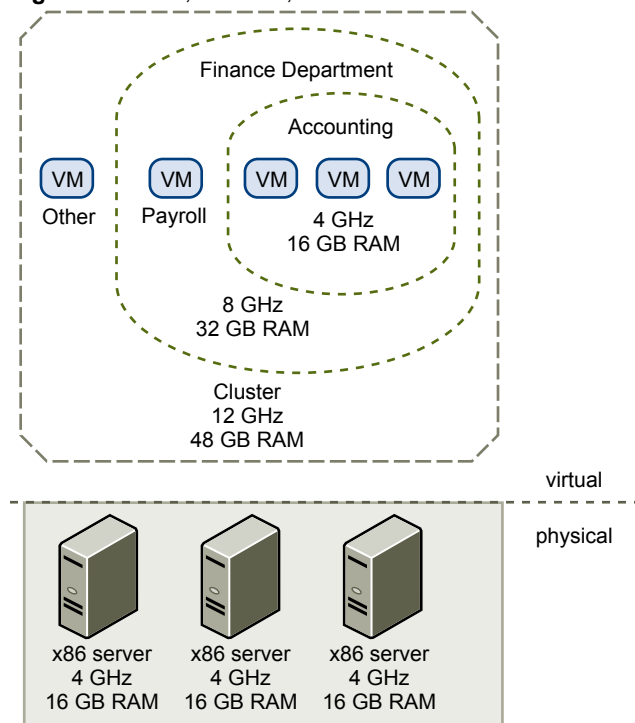 Finance Department
Accounting
VM VM VM VM VM
Other Payroll
4 GHz
16 GB RAM
8 GHz
32 GB RAM
Cluster
12 GHz
48 GB RAM
virtual
physical
x86 server x86 server x86 server
4 GHz 4 GHz 4 GHz
16 GB RAM 16 GB RAM 16 GB RAM